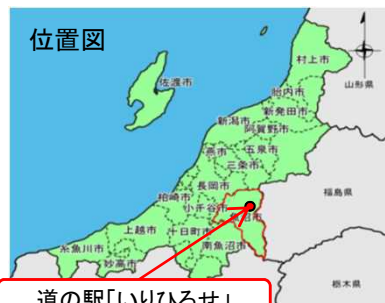 位置図
村上市
山形県
佐渡市
胎内市
新発田市
新潟市
阿賀野市
五泉市
燕市
三条市
長岡市
福島県
柏崎市
小千谷市
魚沼市
上越市
十日町市
糸魚川市
南魚沼市
妙高市
栃木県
道の駅「いりひろせ」